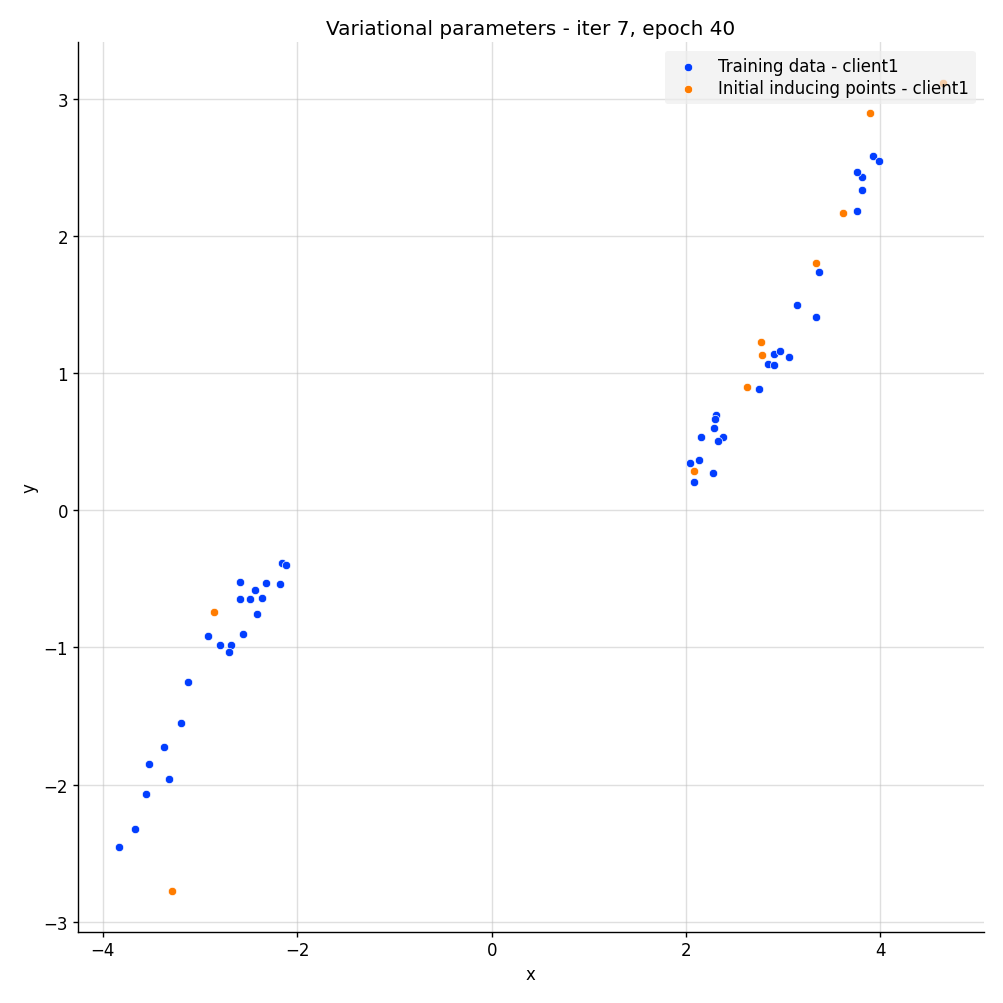 Variational parameters - iter 7, epoch 40
Training data - client1
Initial inducing points - client1
3
2
1
0
−1
−2
−3
y
−4
−2
0
2
4
x